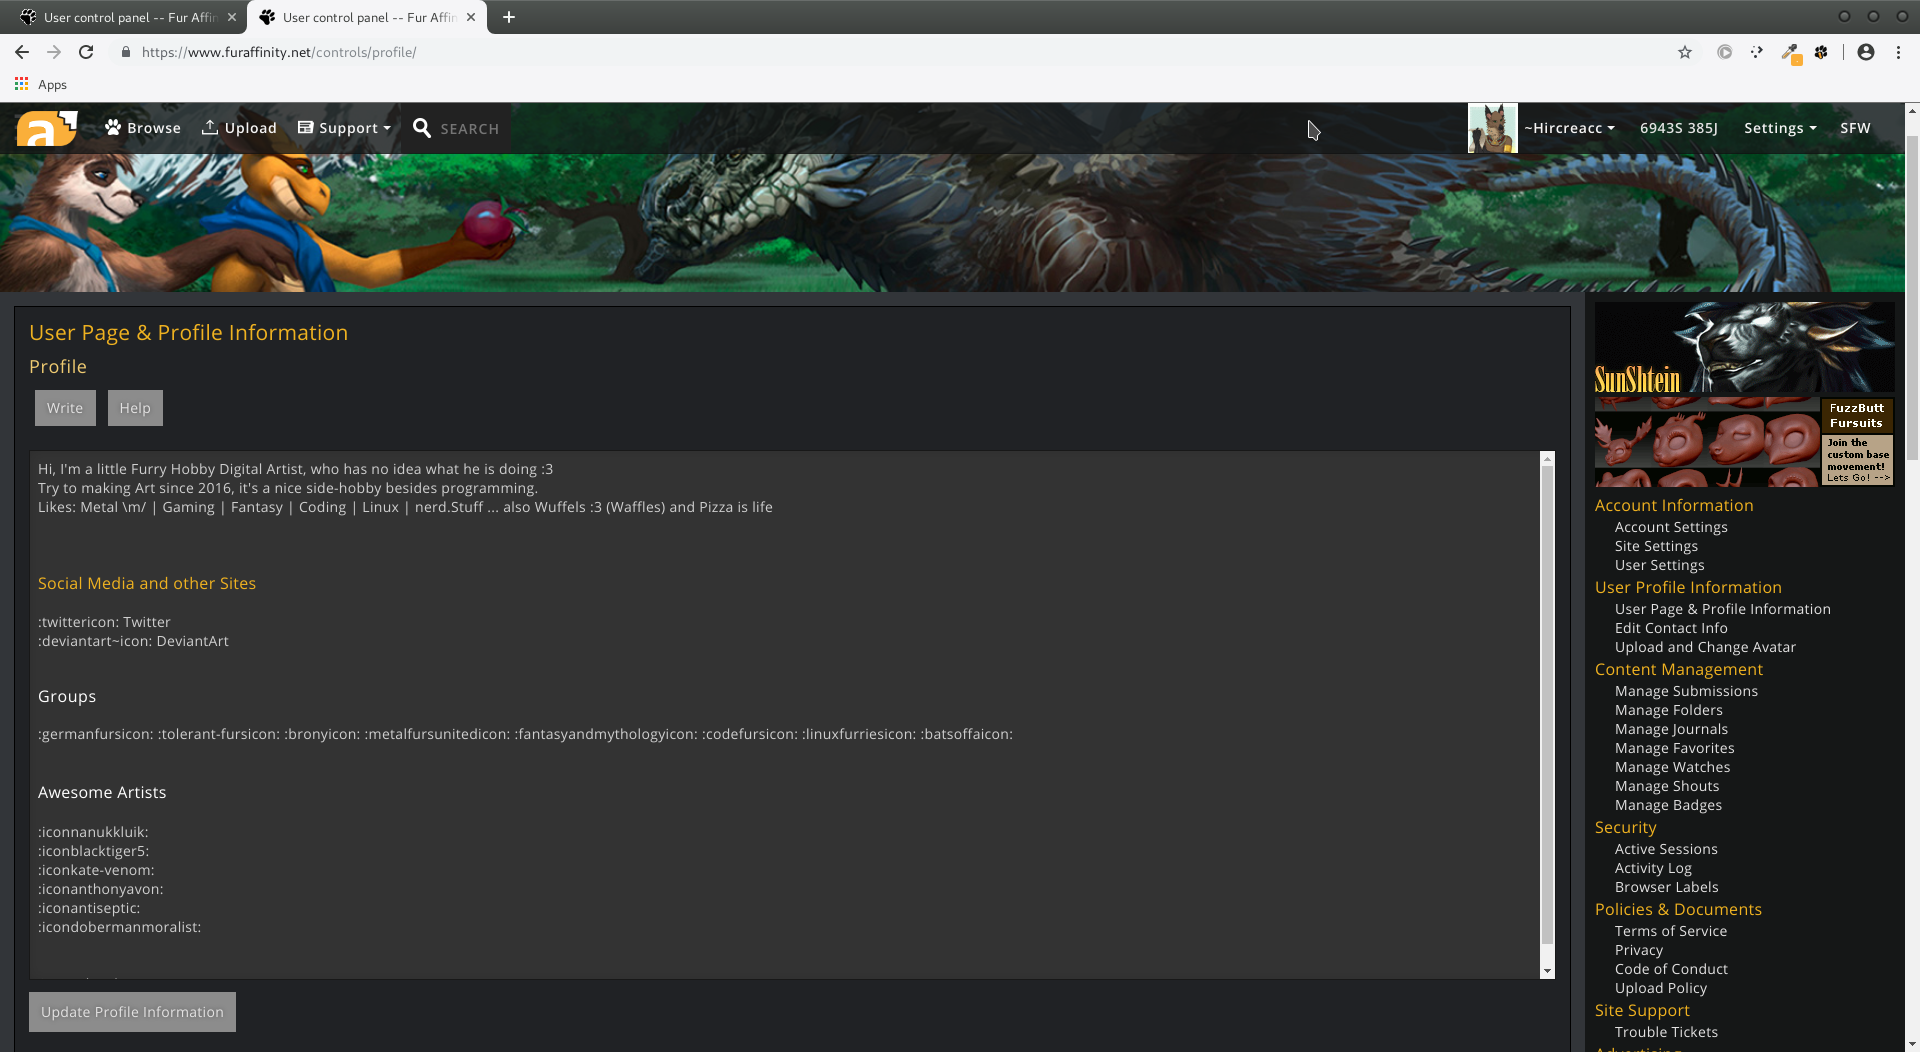 User control panel -- Fur Affin
User control panel -- Fur Affin
https://www.furaffinity.net/controls/profile/
Apps
Browse
Upload
Support
SEARCH
~Hircreacc
6943S 385J
Settings
SFW
User Page & Profile Information
Profile
Write
Help
Hi, I'm a little Furry Hobby Digital Artist, who has no idea what he is doing :3
Try to making Art since 2016, it's a nice side-hobby besides programming.
Likes: Metal \m/ | Gaming | Fantasy | Coding | Linux | nerd.Stuff ... also Wuffels :3 (Waffles) and Pizza is life
Social Media and other Sites
:twittericon: Twitter
:deviantart~icon: DeviantArt
Groups
:germanfursicon: :tolerant-fursicon: :bronyicon: :metalfursunitedicon: :fantasyandmythologyicon: :codefursicon: :linuxfurriesicon: :batsoffaicon:
Awesome Artists
:iconnanukkluik:
:iconblacktiger5:
:iconkate-venom:
:iconanthonyavon:
:iconantiseptic:
:icondobermanmoralist:
Update Profile Information
SunShtein
FuzzButt
Fursuits
Join the
custom base
movement!
Lets Go! -->
Account Information
Account Settings
Site Settings
User Settings
User Profile Information
User Page & Profile Information
Edit Contact Info
Upload and Change Avatar
Content Management
Manage Submissions
Manage Folders
Manage Journals
Manage Favorites
Manage Watches
Manage Shouts
Manage Badges
Security
Active Sessions
Activity Log
Browser Labels
Policies & Documents
Terms of Service
Privacy
Code of Conduct
Upload Policy
Site Support
Trouble Tickets